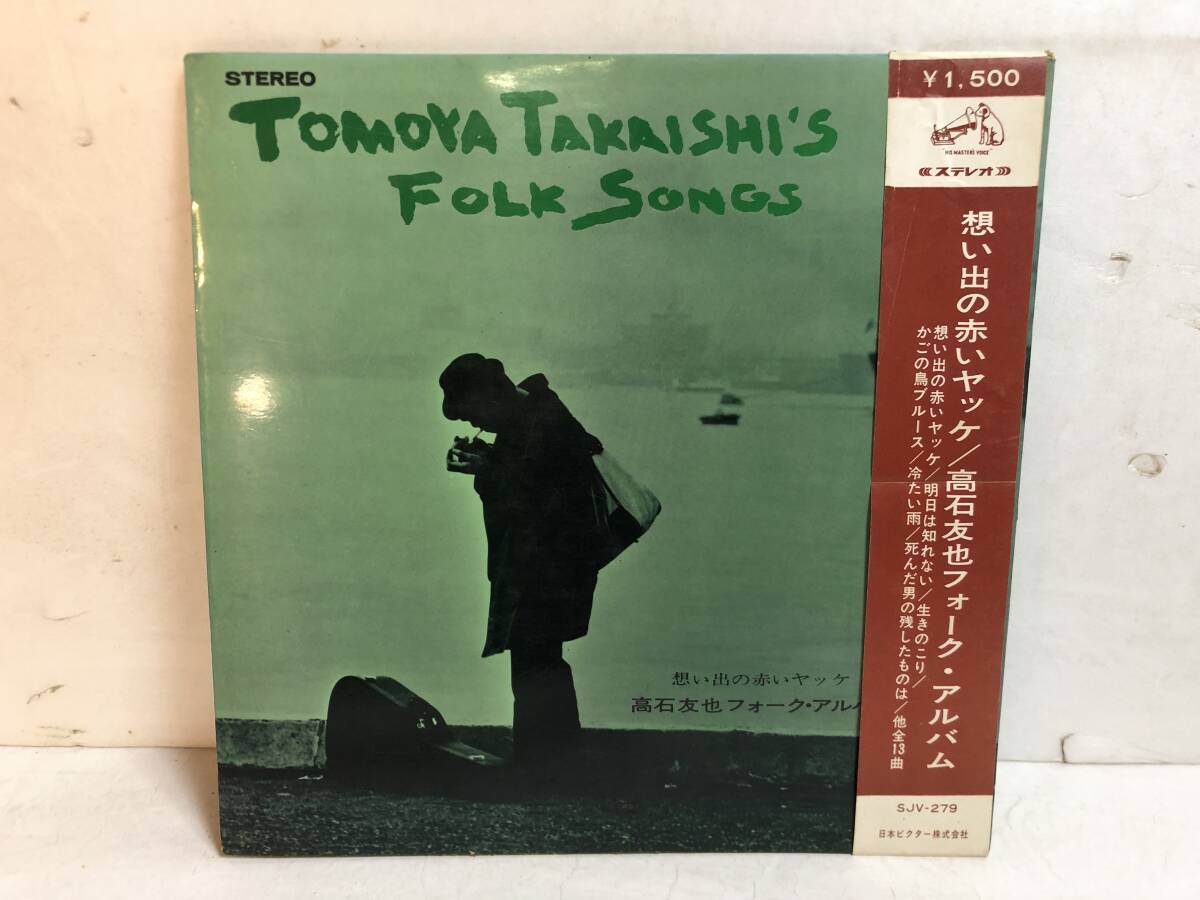 STEREO
TOMOYA TAKAISHI'S
FOLK SONGS
想い出の赤いヤッケ
高石友也フォーク・アル
¥1,500
"HIS MASTER'S VOICE"
ステレオ
想い出の赤いヤッケ/高石友也フォーク・アルバム
想い出の赤いヤッケ/明日は知れない/生きのこり/
かごの鳥ブルース/冷たい雨/死んだ男の残したものは/他全13曲
SJV-279
日本ビクター株式会社